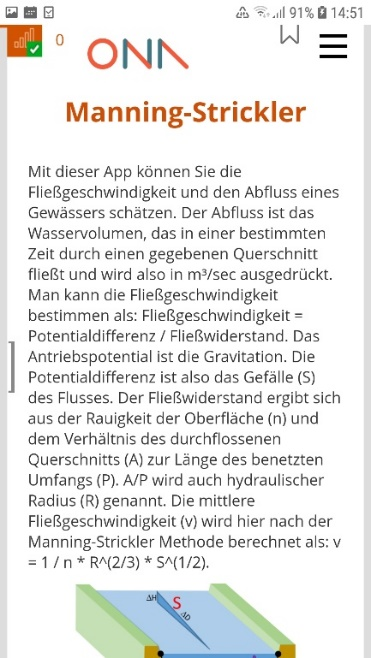 91% 14:51
0
ONA
Manning-Strickler
Mit dieser App können Sie die
Fließgeschwindigkeit und den Abfluss eines
Gewässers schätzen. Der Abfluss ist das
Wasservolumen, das in einer bestimmten
Zeit durch einen gegebenen Querschnitt
fließt und wird also in m³/sec ausgedrückt.
Man kann die Fließgeschwindigkeit
bestimmen als: Fließgeschwindigkeit =
Potentialdifferenz / Fließwiderstand. Das
Antriebspotential ist die Gravitation. Die
Potentialdifferenz ist also das Gefälle (S)
des Flusses. Der Fließwiderstand ergibt sich
aus der Rauigkeit der Oberfläche (n) und
dem Verhältnis des durchflossenen
Querschnitts (A) zur Länge des benetzten
Umfangs (P). A/P wird auch hydraulischer
Radius (R) genannt. Die mittlere
Fließgeschwindigkeit (v) wird hier nach der
Manning-Strickler Methode berechnet als: v
= 1 / n * R^(2/3) * S^(1/2).
ΔH S
ΔD